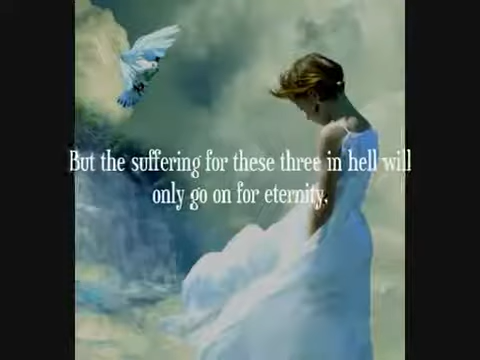 But the suffering for these three in hell will
only go on for eternity.